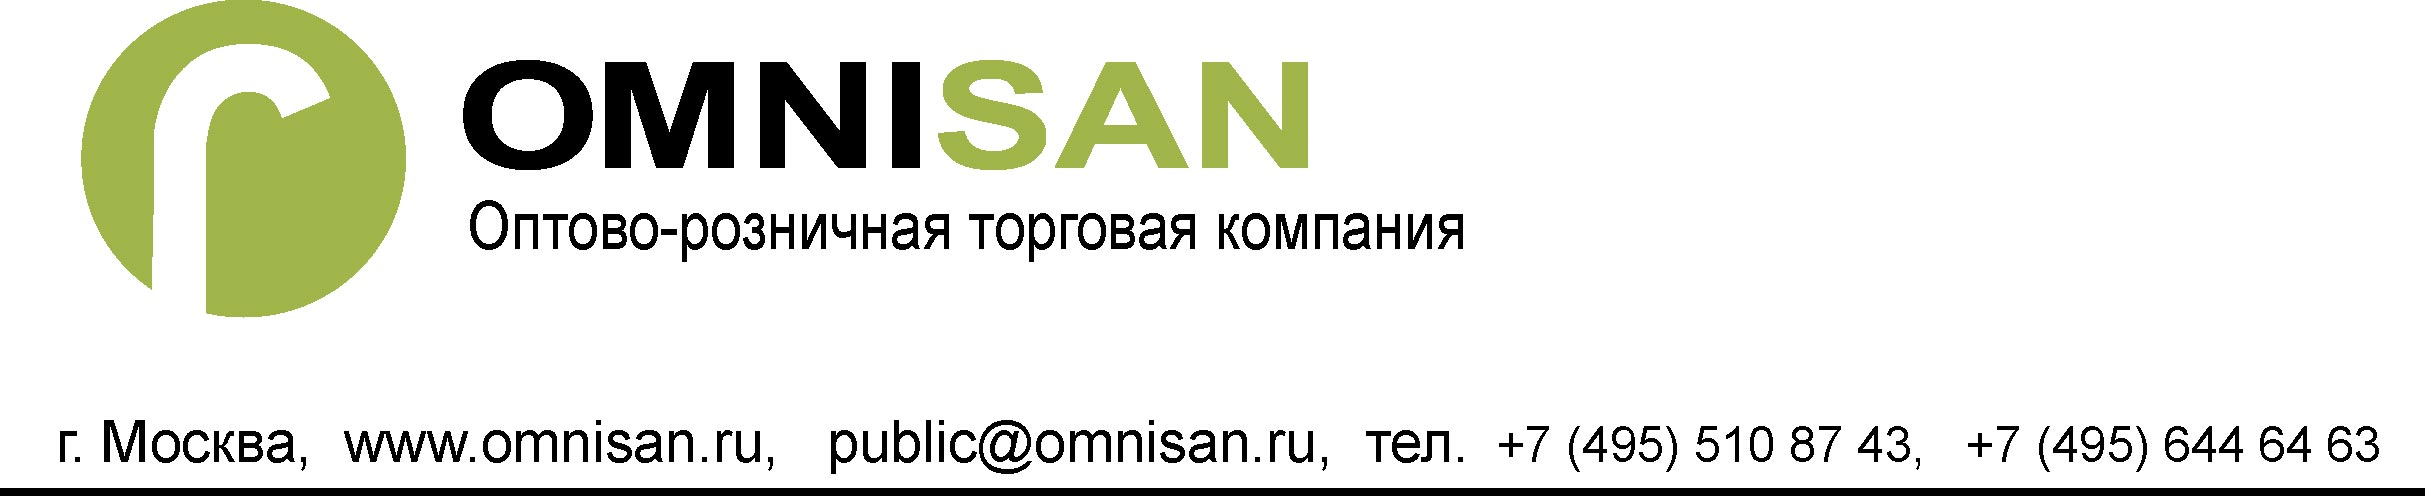 OMNISAN
Оптово-розничная торговая компания
г. Москва, www.omnisan.ru, public@omnisan.ru, тел. +7 (495) 510 87 43, +7 (495) 644 64 63